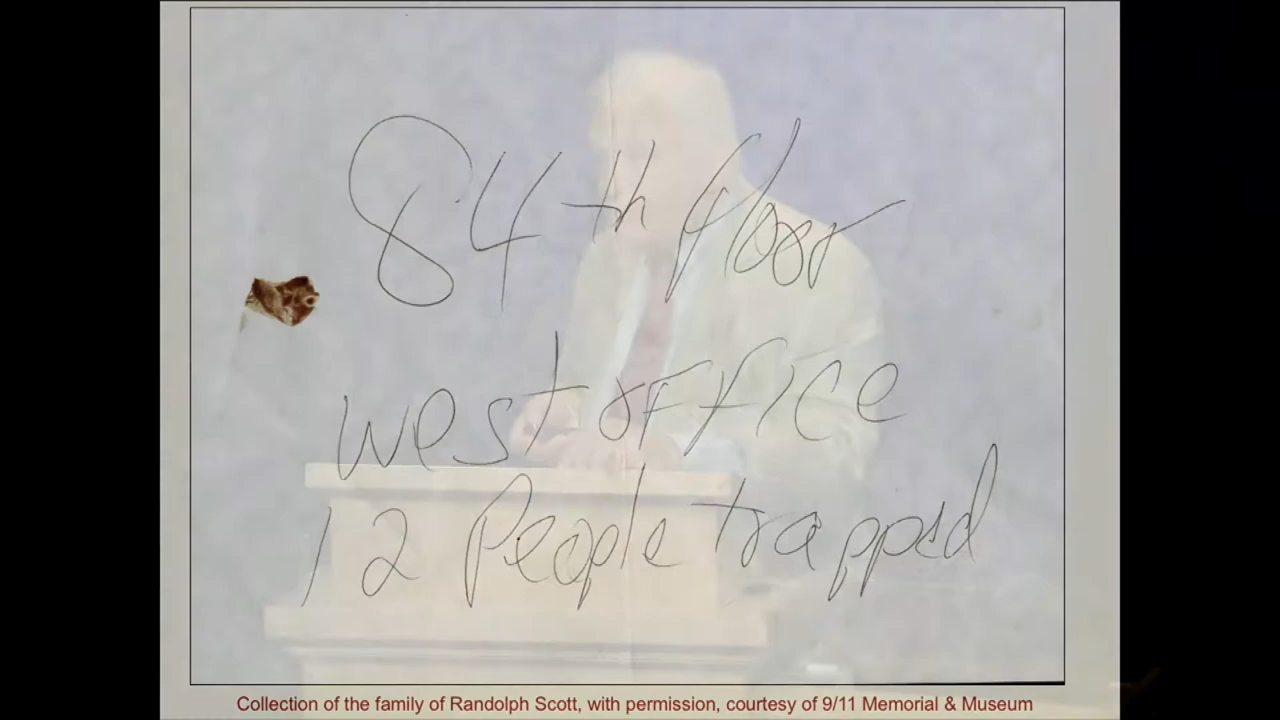 84th floor
west office
12 People trapped
Collection of the family of Randolph Scott, with permission, courtesy of 9/11 Memorial & Museum